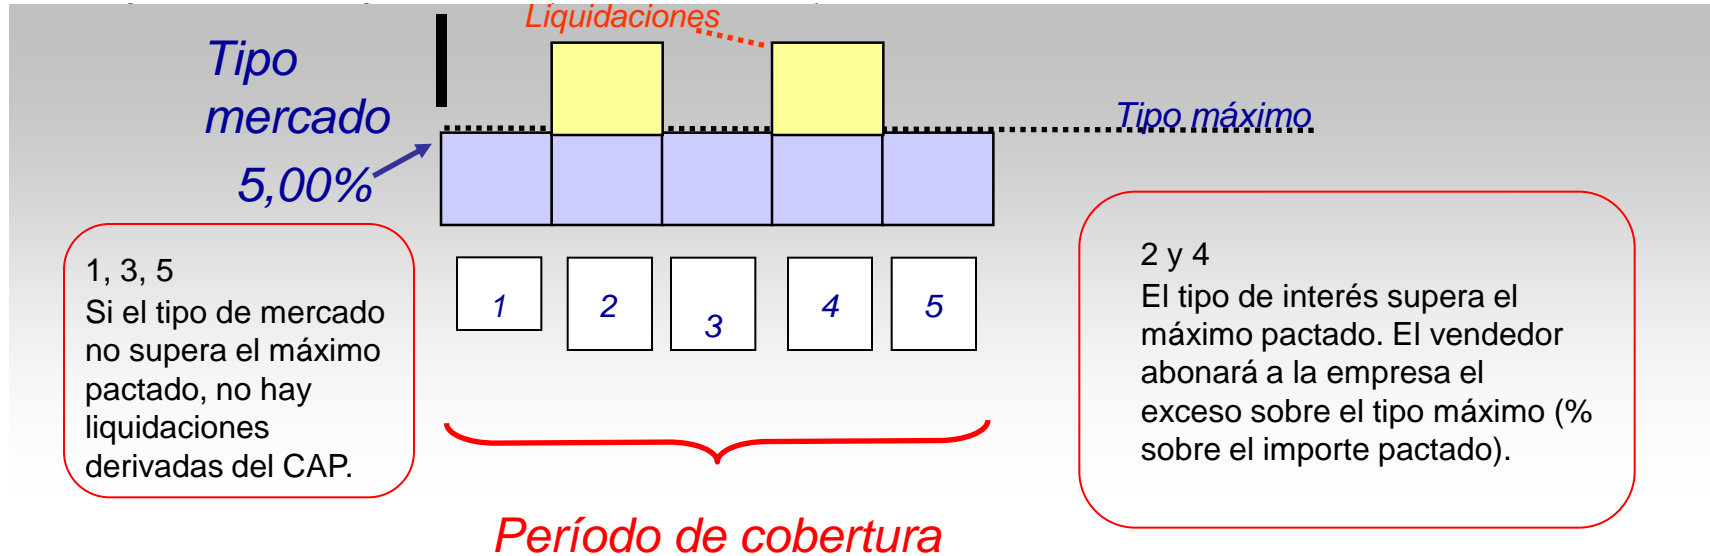 Liquidaciones
Tipo
mercado
5,00%
Tipo máximo
1, 3, 5
Si el tipo de mercado
no supera el máximo
pactado, no hay
liquidaciones
derivadas del CAP.
1
2
3
4
5
2 y 4
El tipo de interés supera el
máximo pactado. El vendedor
abonará a la empresa el
exceso sobre el tipo máximo (%
sobre el importe pactado).
Período de cobertura